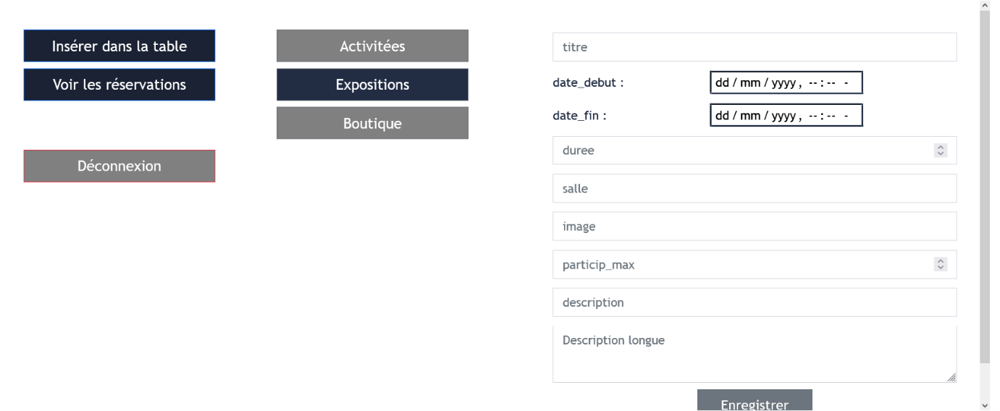 Insérer dans la table
Voir les réservations
Déconnexion
Activitées
Expositions
Boutique
titre
date_debut : dd / mm / yyyy , -- : -- -
date_fin : dd / mm / yyyy , -- : -- -
duree
salle
image
particip_max
description
Description longue
Enregistrer